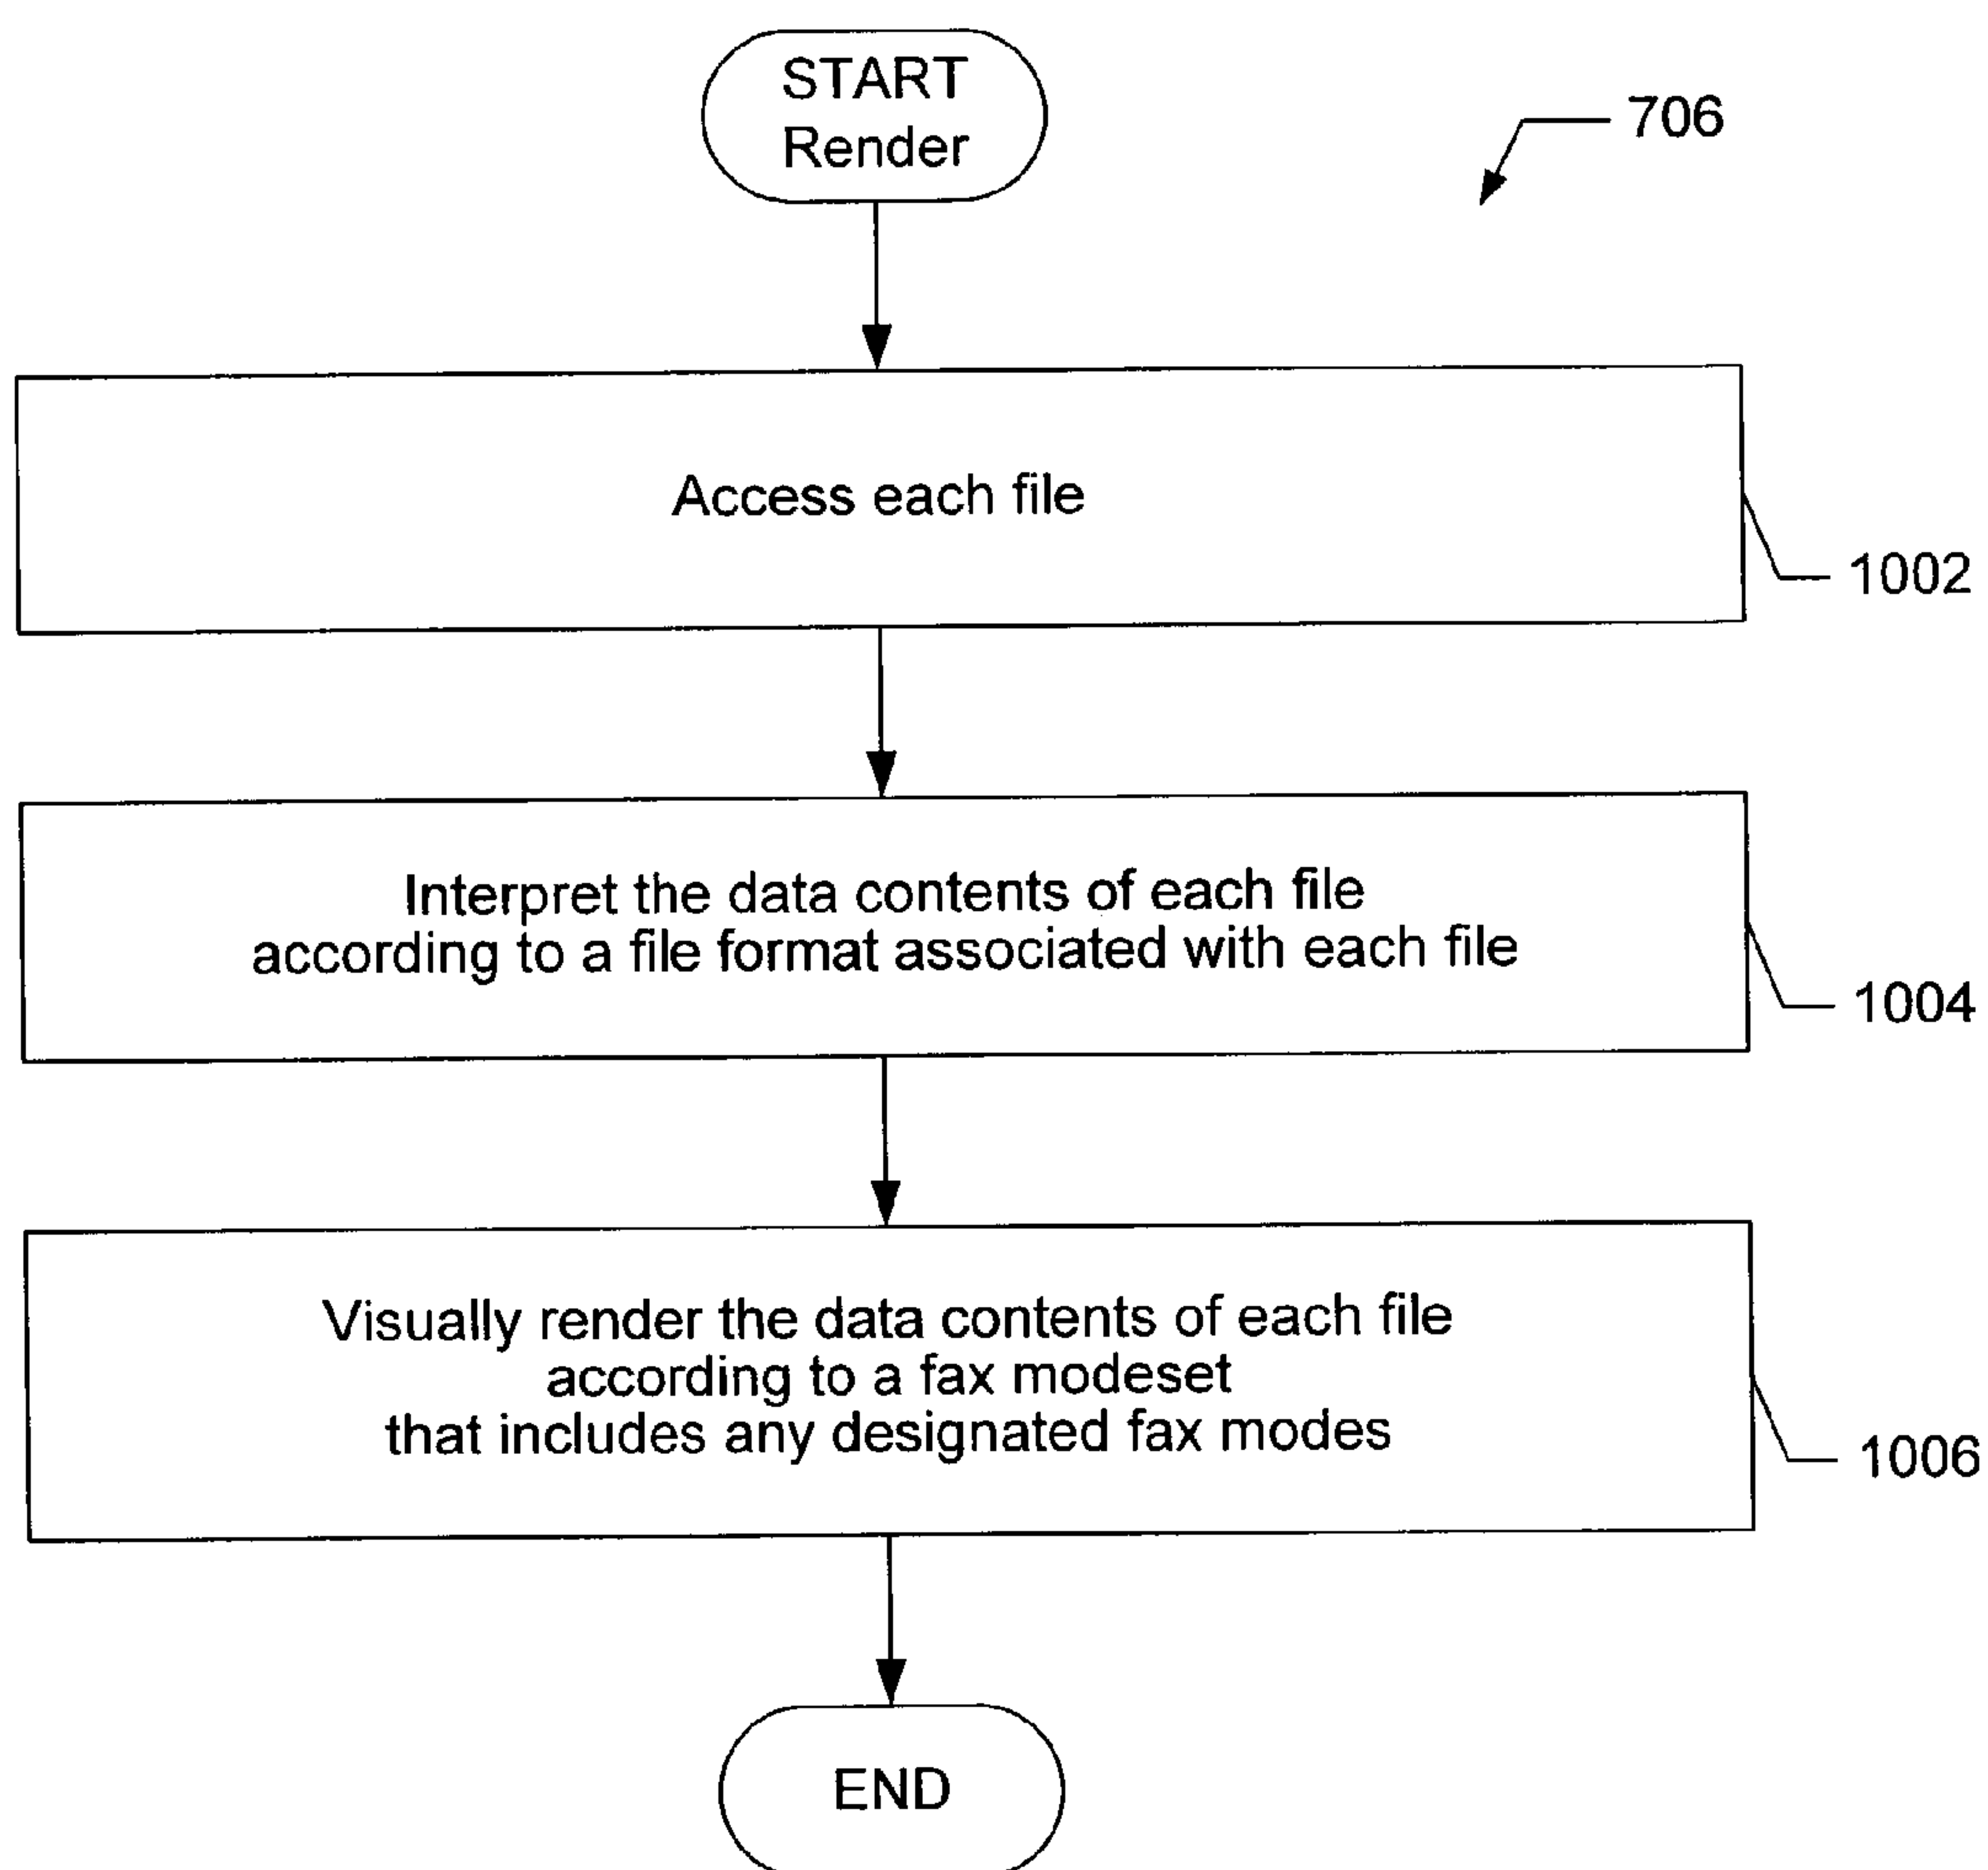 START
Render
706
Access each file
1002
Interpret the data contents of each file
according to a file format associated with each file
1004
Visually render the data contents of each file
according to a fax modeset
that includes any designated fax modes
1006
END